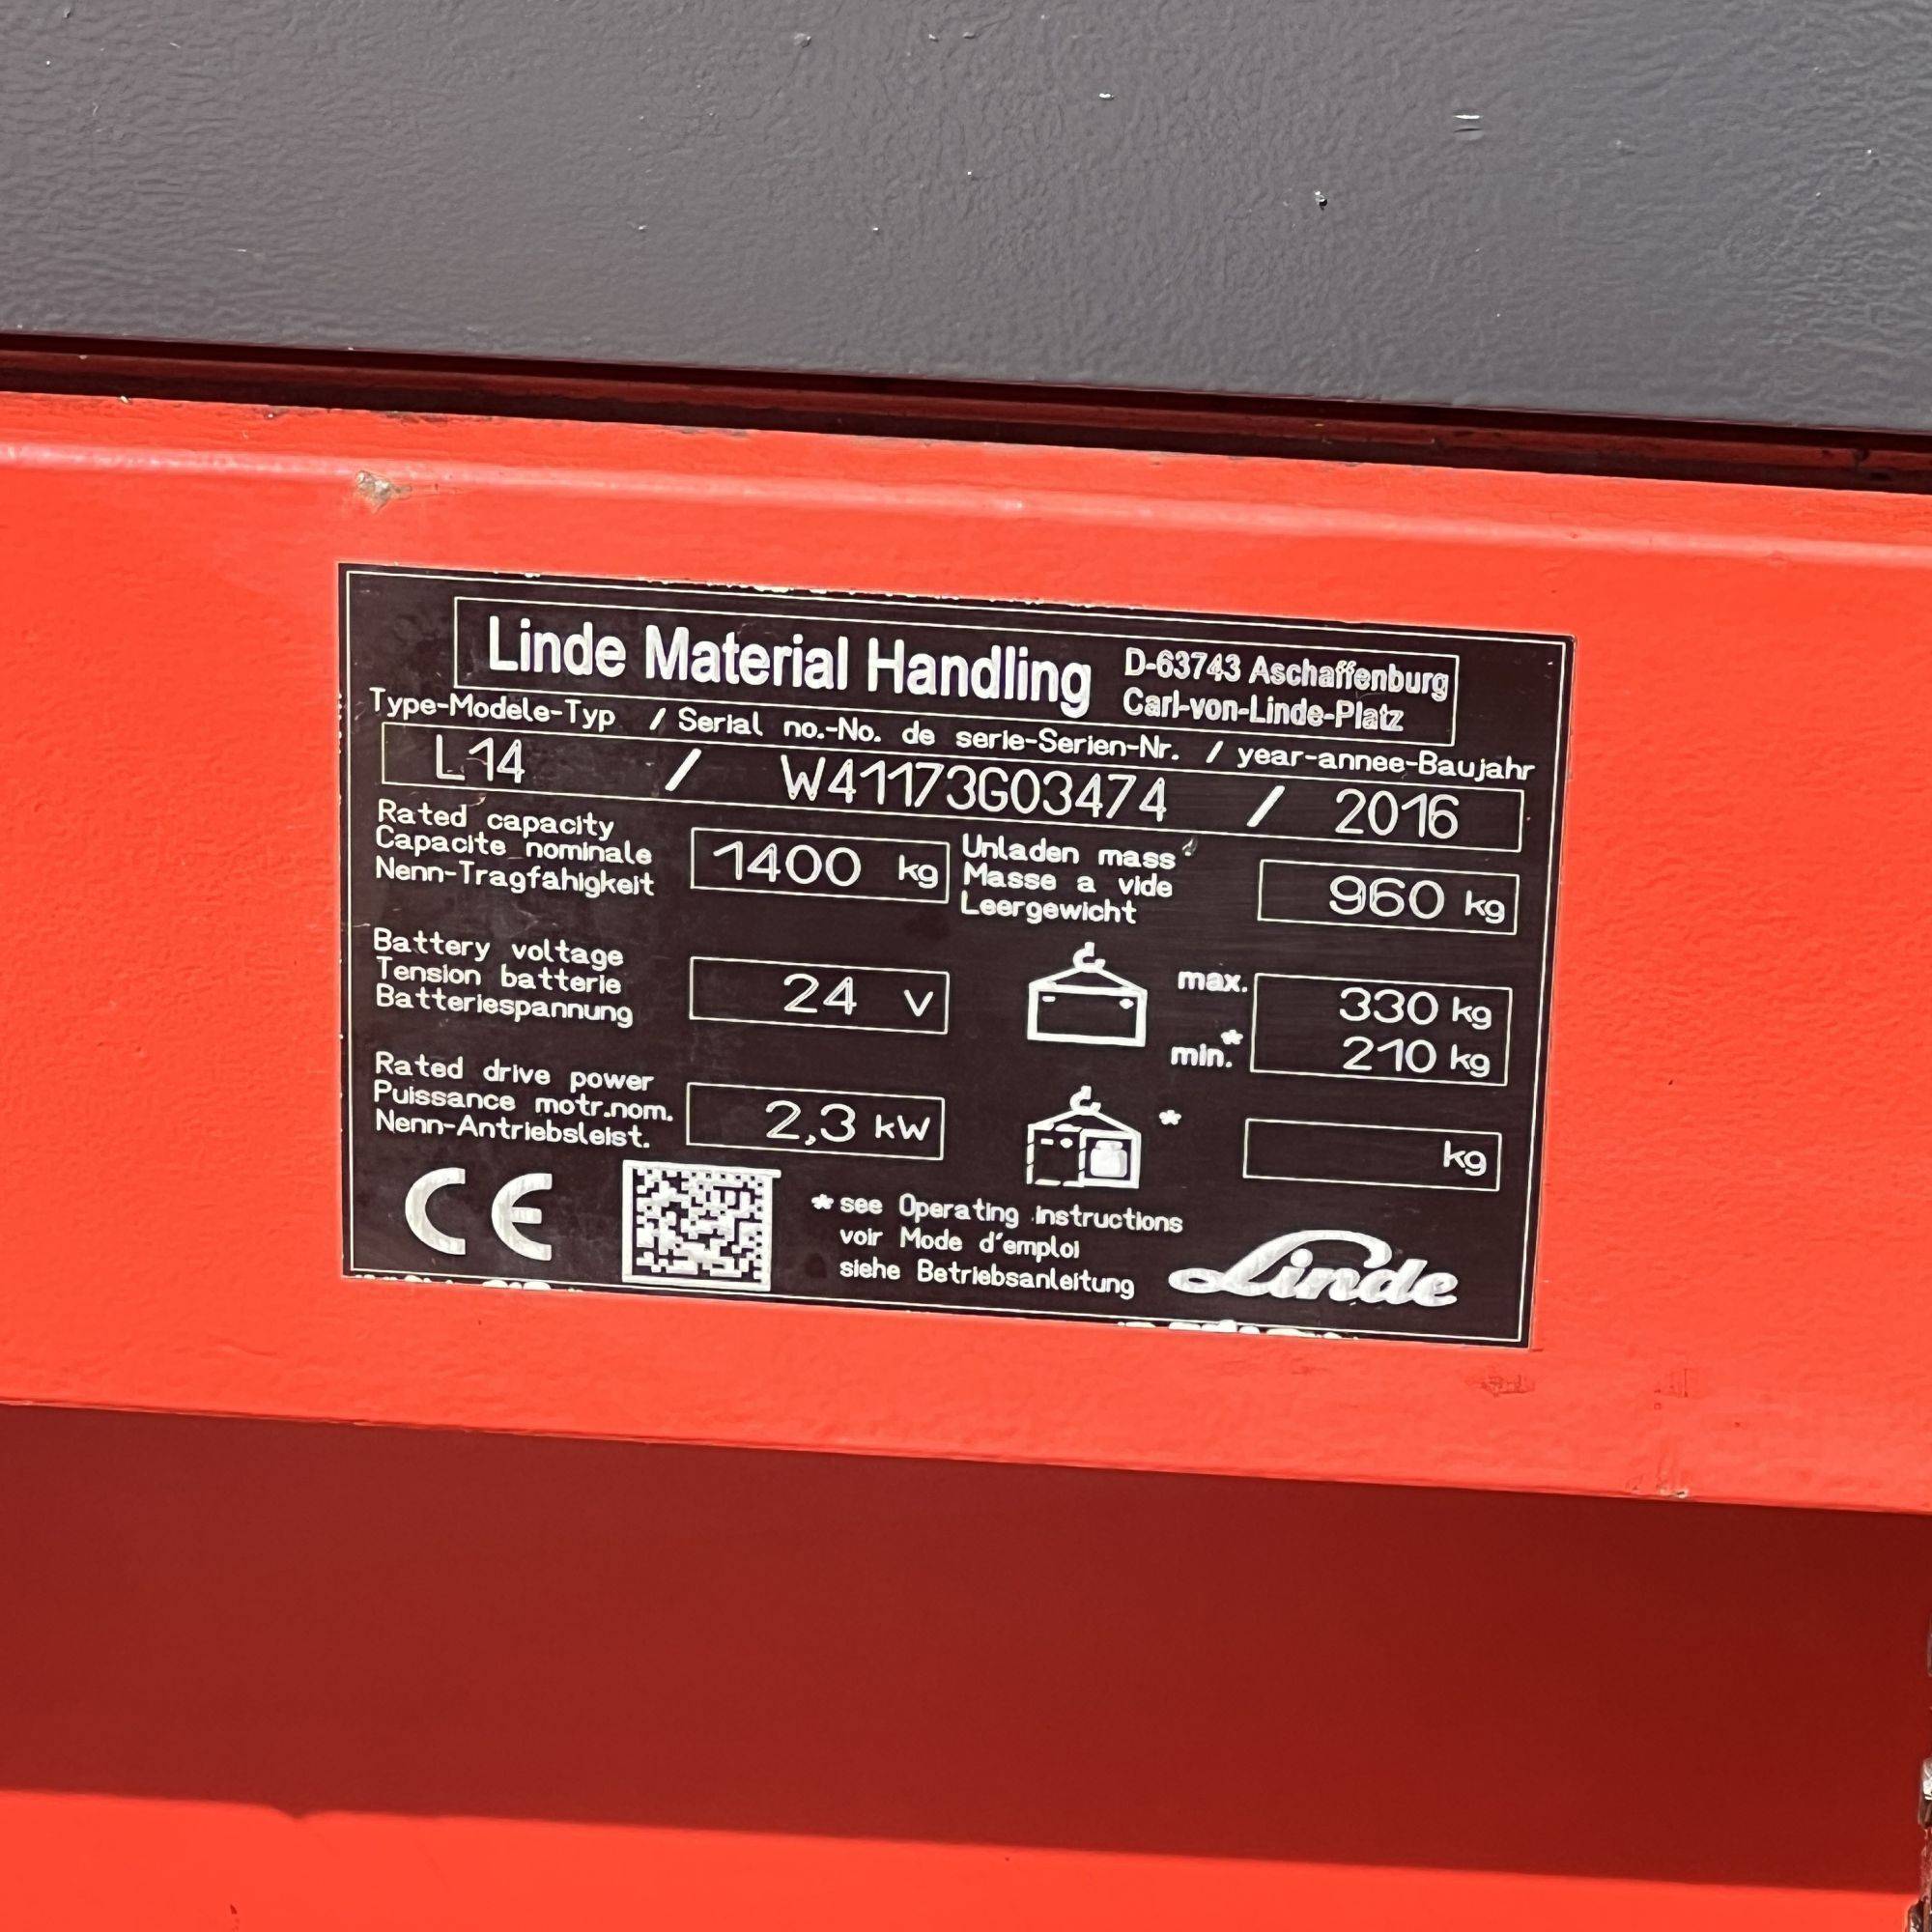 Linde Material Handling
D-63743 Aschaffenburg
Carl-von-Linde-Platz
Type-Modele-Typ / Serial no.-No. de serie-Serien-Nr. / year-annee-Baujahr
L14 / W41173G03474 / 2016
Rated capacity
Capacite nominale
Nenn-Tragfähigkeit
1400 kg
Unladen mass
Masse a vide
Leergewicht
960 kg
Battery voltage
Tension batterie
Batteriespannung
24 V
max. 330 kg
min.* 210 kg
Rated drive power
Puissance motr.nom.
Nenn-Antriebsleist.
2,3 kW
* kg
CE
* see Operating instructions
voir Mode d'emploi
siehe Betriebsanleitung
Linde